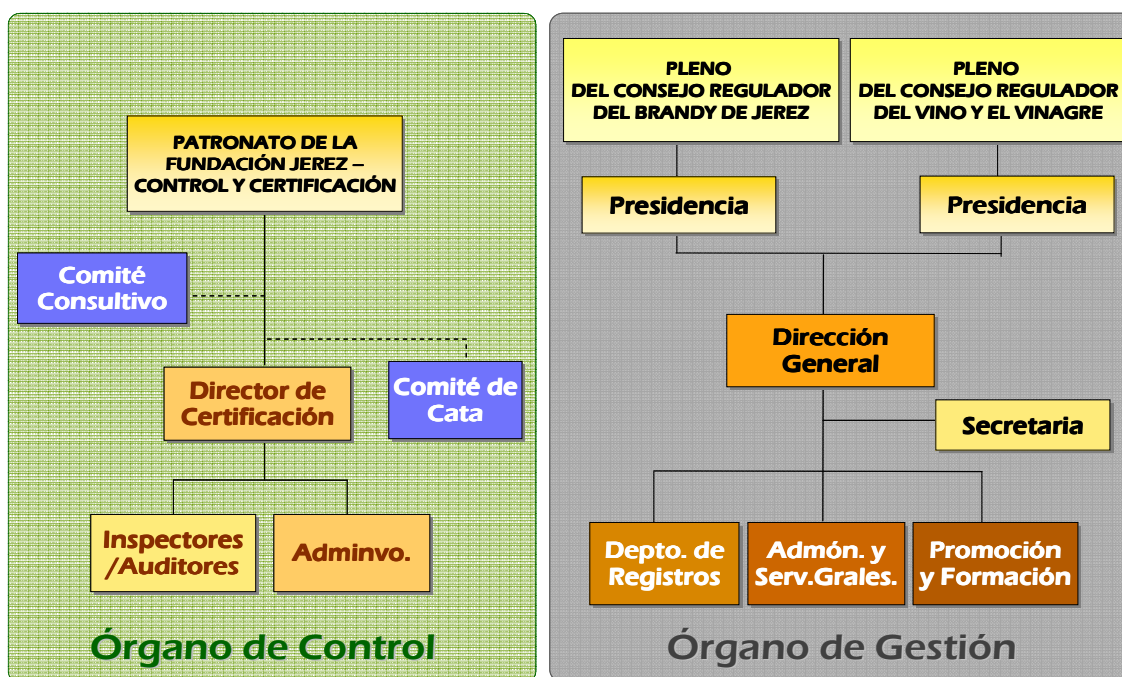 PATRONATO DE LA
FUNDACIÓN JEREZ –
CONTROL Y CERTIFICACIÓN
Comité
Consultivo
Director de
Certificación
Comité de
Cata
Inspectores
/Auditores
Adminvo.
Órgano de Control
PLENO
DEL CONSEJO REGULADOR
DEL BRANDY DE JEREZ
PLENO
DEL CONSEJO REGULADOR
DEL VINO Y EL VINAGRE
Presidencia
Presidencia
Dirección
General
Secretaria
Depto. de
Registros
Admón. y
Serv.Grales.
Promoción
y Formación
Órgano de Gestión